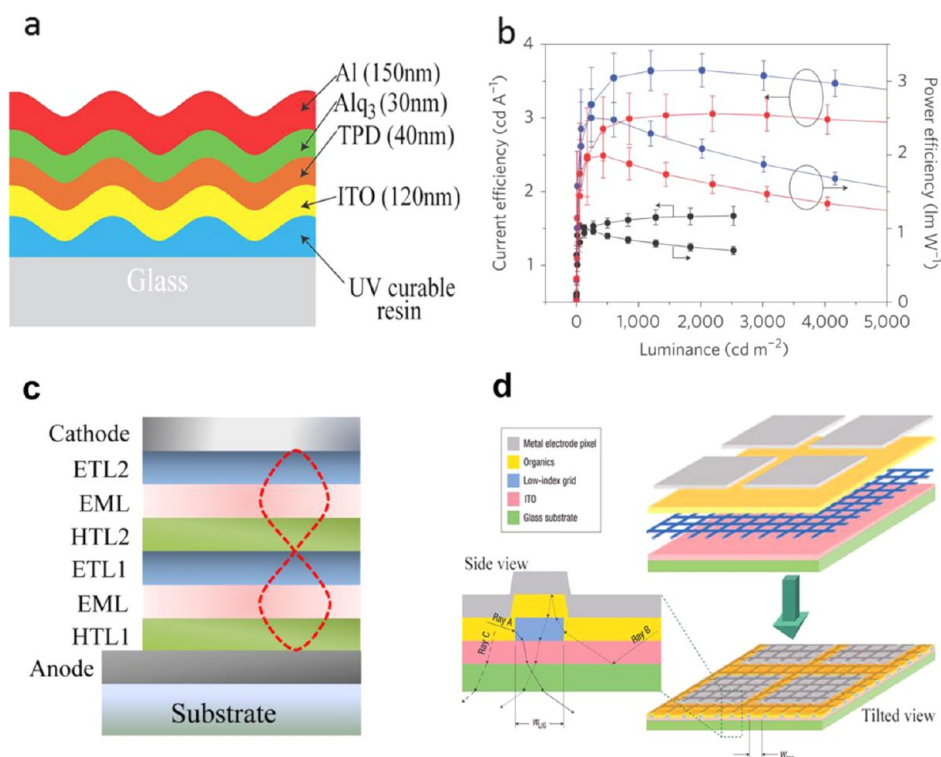 a
Al (150nm)
Alq3 (30nm)
TPD (40nm)
ITO (120nm)
Glass
UV curable
resin
b
Current efficiency (cd A−1)
4
3
2
1
Power efficiency (lm W−1)
3
2
1
0
0
1,000
2,000
3,000
4,000
5,000
Luminance (cd m−2)
c
Cathode
ETL2
EML
HTL2
ETL1
EML
HTL1
Anode
Substrate
d
Metal electrode pixel
Organics
Low-index grid
ITO
Glass substrate
Side view
Ray A
Ray C
Ray B
wLIG
Tilted view